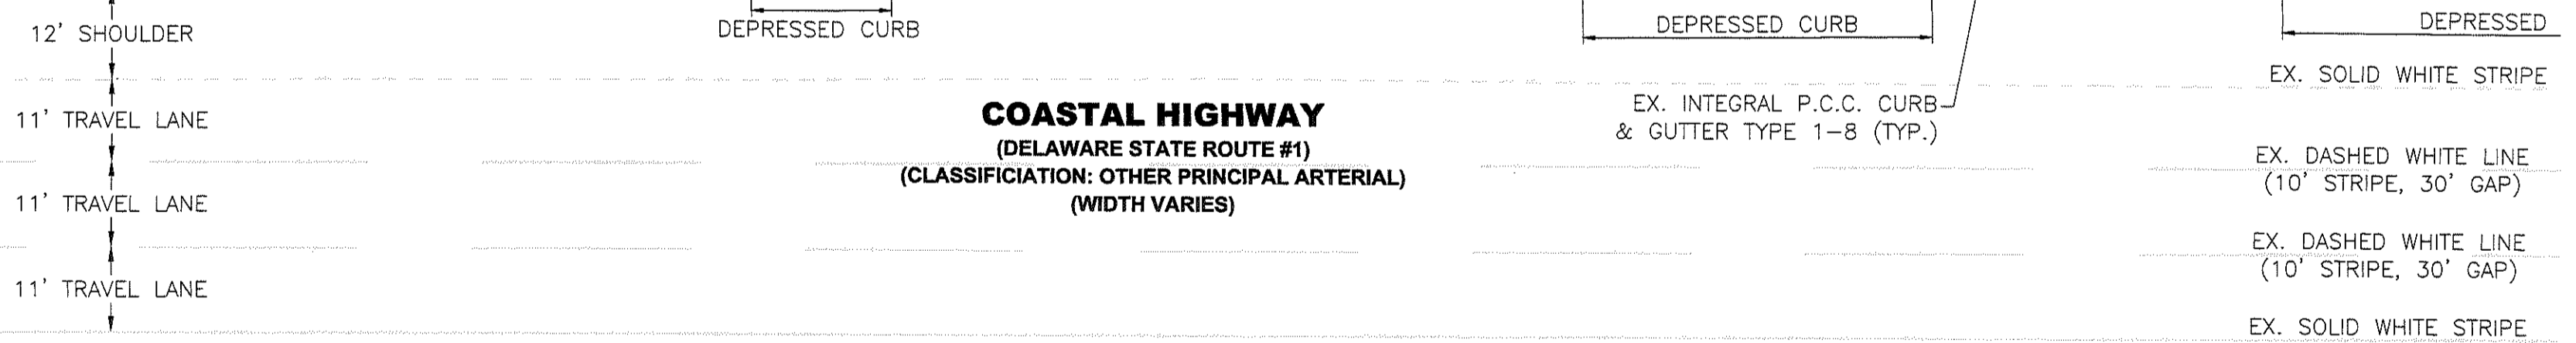 12' SHOULDER
DEPRESSED CURB
DEPRESSED CURB
DEPRESSED
EX. SOLID WHITE STRIPE
11' TRAVEL LANE
COASTAL HIGHWAY
(DELAWARE STATE ROUTE #1)
(CLASSIFICIATION: OTHER PRINCIPAL ARTERIAL)
(WIDTH VARIES)
EX. INTEGRAL P.C.C. CURB
& GUTTER TYPE 1-8 (TYP.)
EX. DASHED WHITE LINE
(10' STRIPE, 30' GAP)
11' TRAVEL LANE
EX. DASHED WHITE LINE
(10' STRIPE, 30' GAP)
11' TRAVEL LANE
EX. SOLID WHITE STRIPE